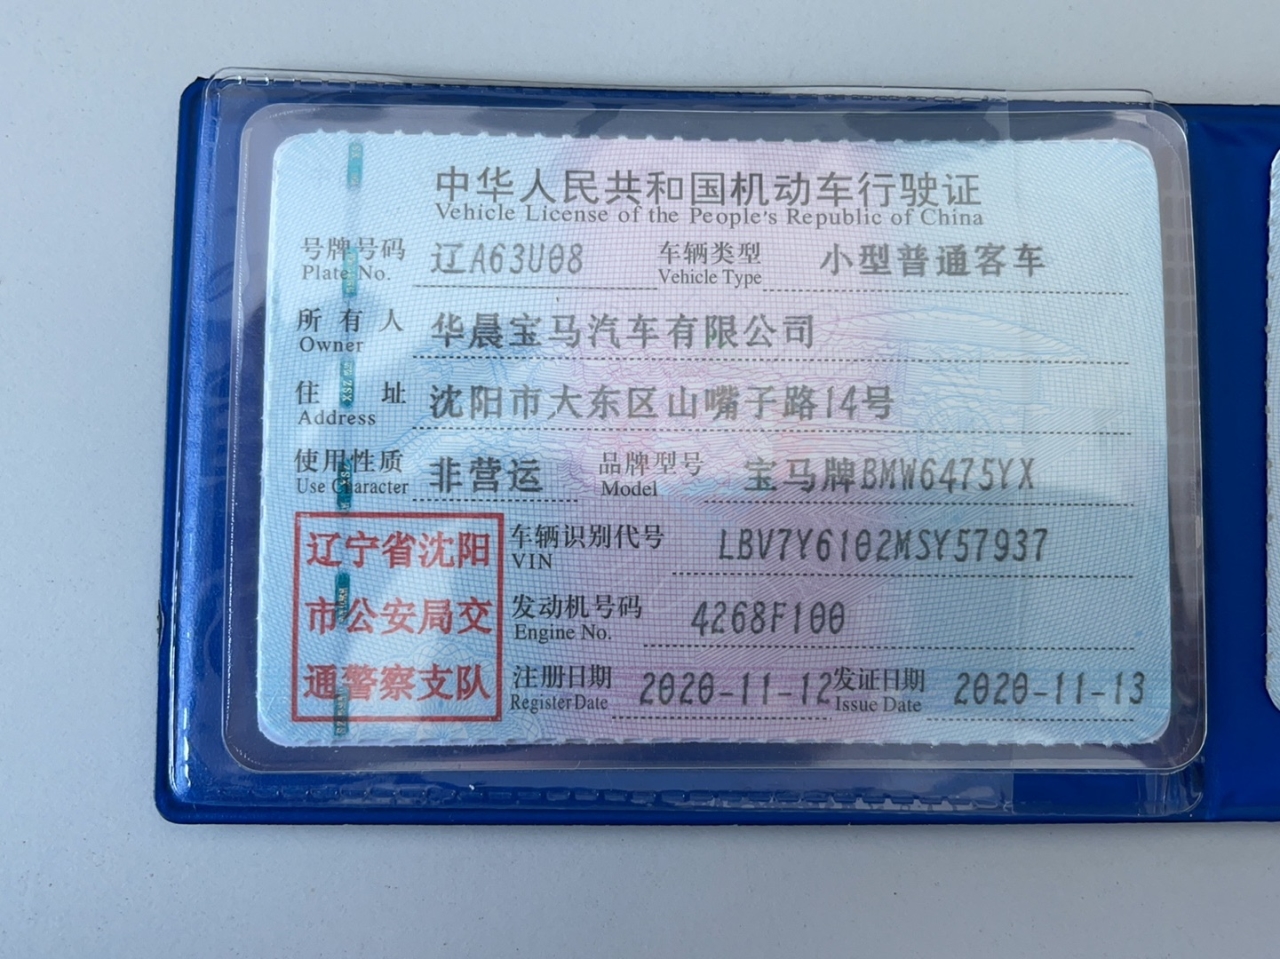 中华人民共和国机动车行驶证
Vehicle License of the People's Republic of China
号牌号码 辽A63U08 车辆类型 小型普通客车
Plate No. Vehicle Type
所有人 华晨宝马汽车有限公司
Owner
住址 沈阳市大东区山嘴子路14号
Address
使用性质 非营运 品牌型号 宝马牌BMW6475YX
Use Character Model
辽宁省沈阳
市公安局交
通警察支队
车辆识别代号 LBV7Y6102MSY57937
VIN
发动机号码 4268F100
Engine No.
注册日期 2020-11-12 发证日期 2020-11-13
Register Date Issue Date